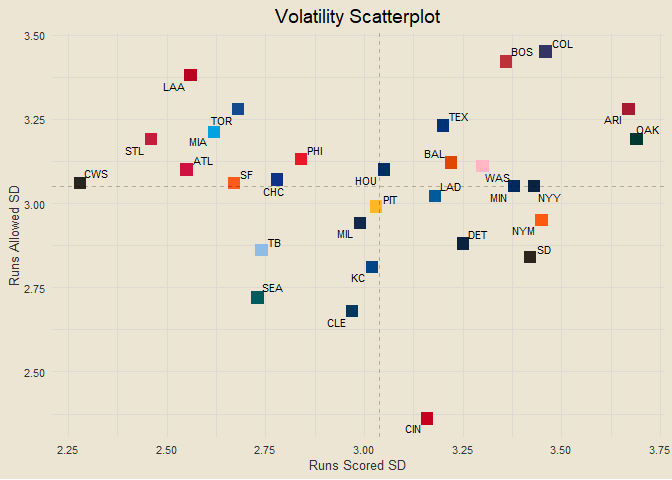 Volatility Scatterplot
3.50
COL
BOS
LAA
3.25
ARI
TOR
TEX
OAK
MIA
STL
PHI
BAL
ATL
WAS
CWS
SF
CHC
HOU
LAD
MIN
NYY
3.00
PIT
NYM
MIL
TB
DET
SD
KC
2.75
SEA
CLE
2.50
CIN
2.25
2.50
2.75
3.00
3.25
3.50
3.75
Runs Scored SD
Runs Allowed SD